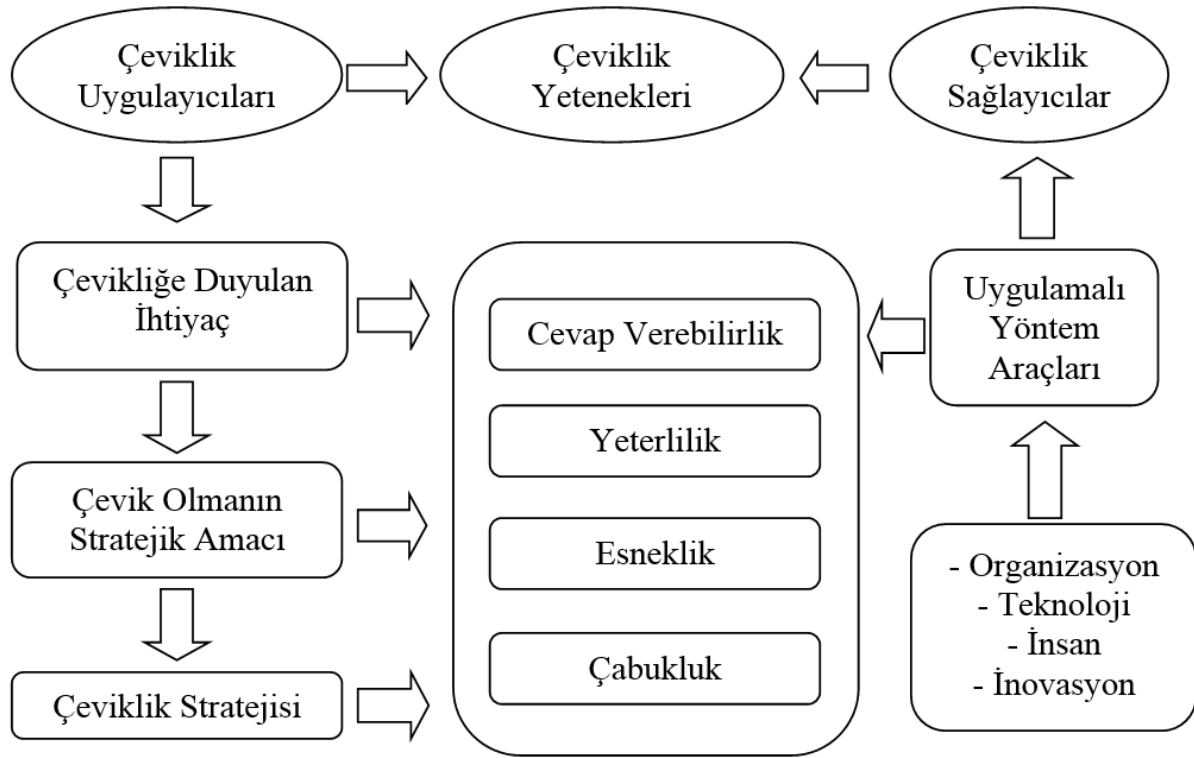 Çeviklik
Uygulayıcıları
Çeviklik
Yetenekleri
Çeviklik
Sağlayıcılar
Çevikliğe Duyulan
İhtiyaç
Cevap Verebilirlik
Uygulamalı
Yöntem
Araçları
Yeterlilik
Çevik Olmanın
Stratejik Amacı
Esneklik
- Organizasyon
- Teknoloji
- İnsan
- İnovasyon
Çabukluk
Çeviklik Stratejisi